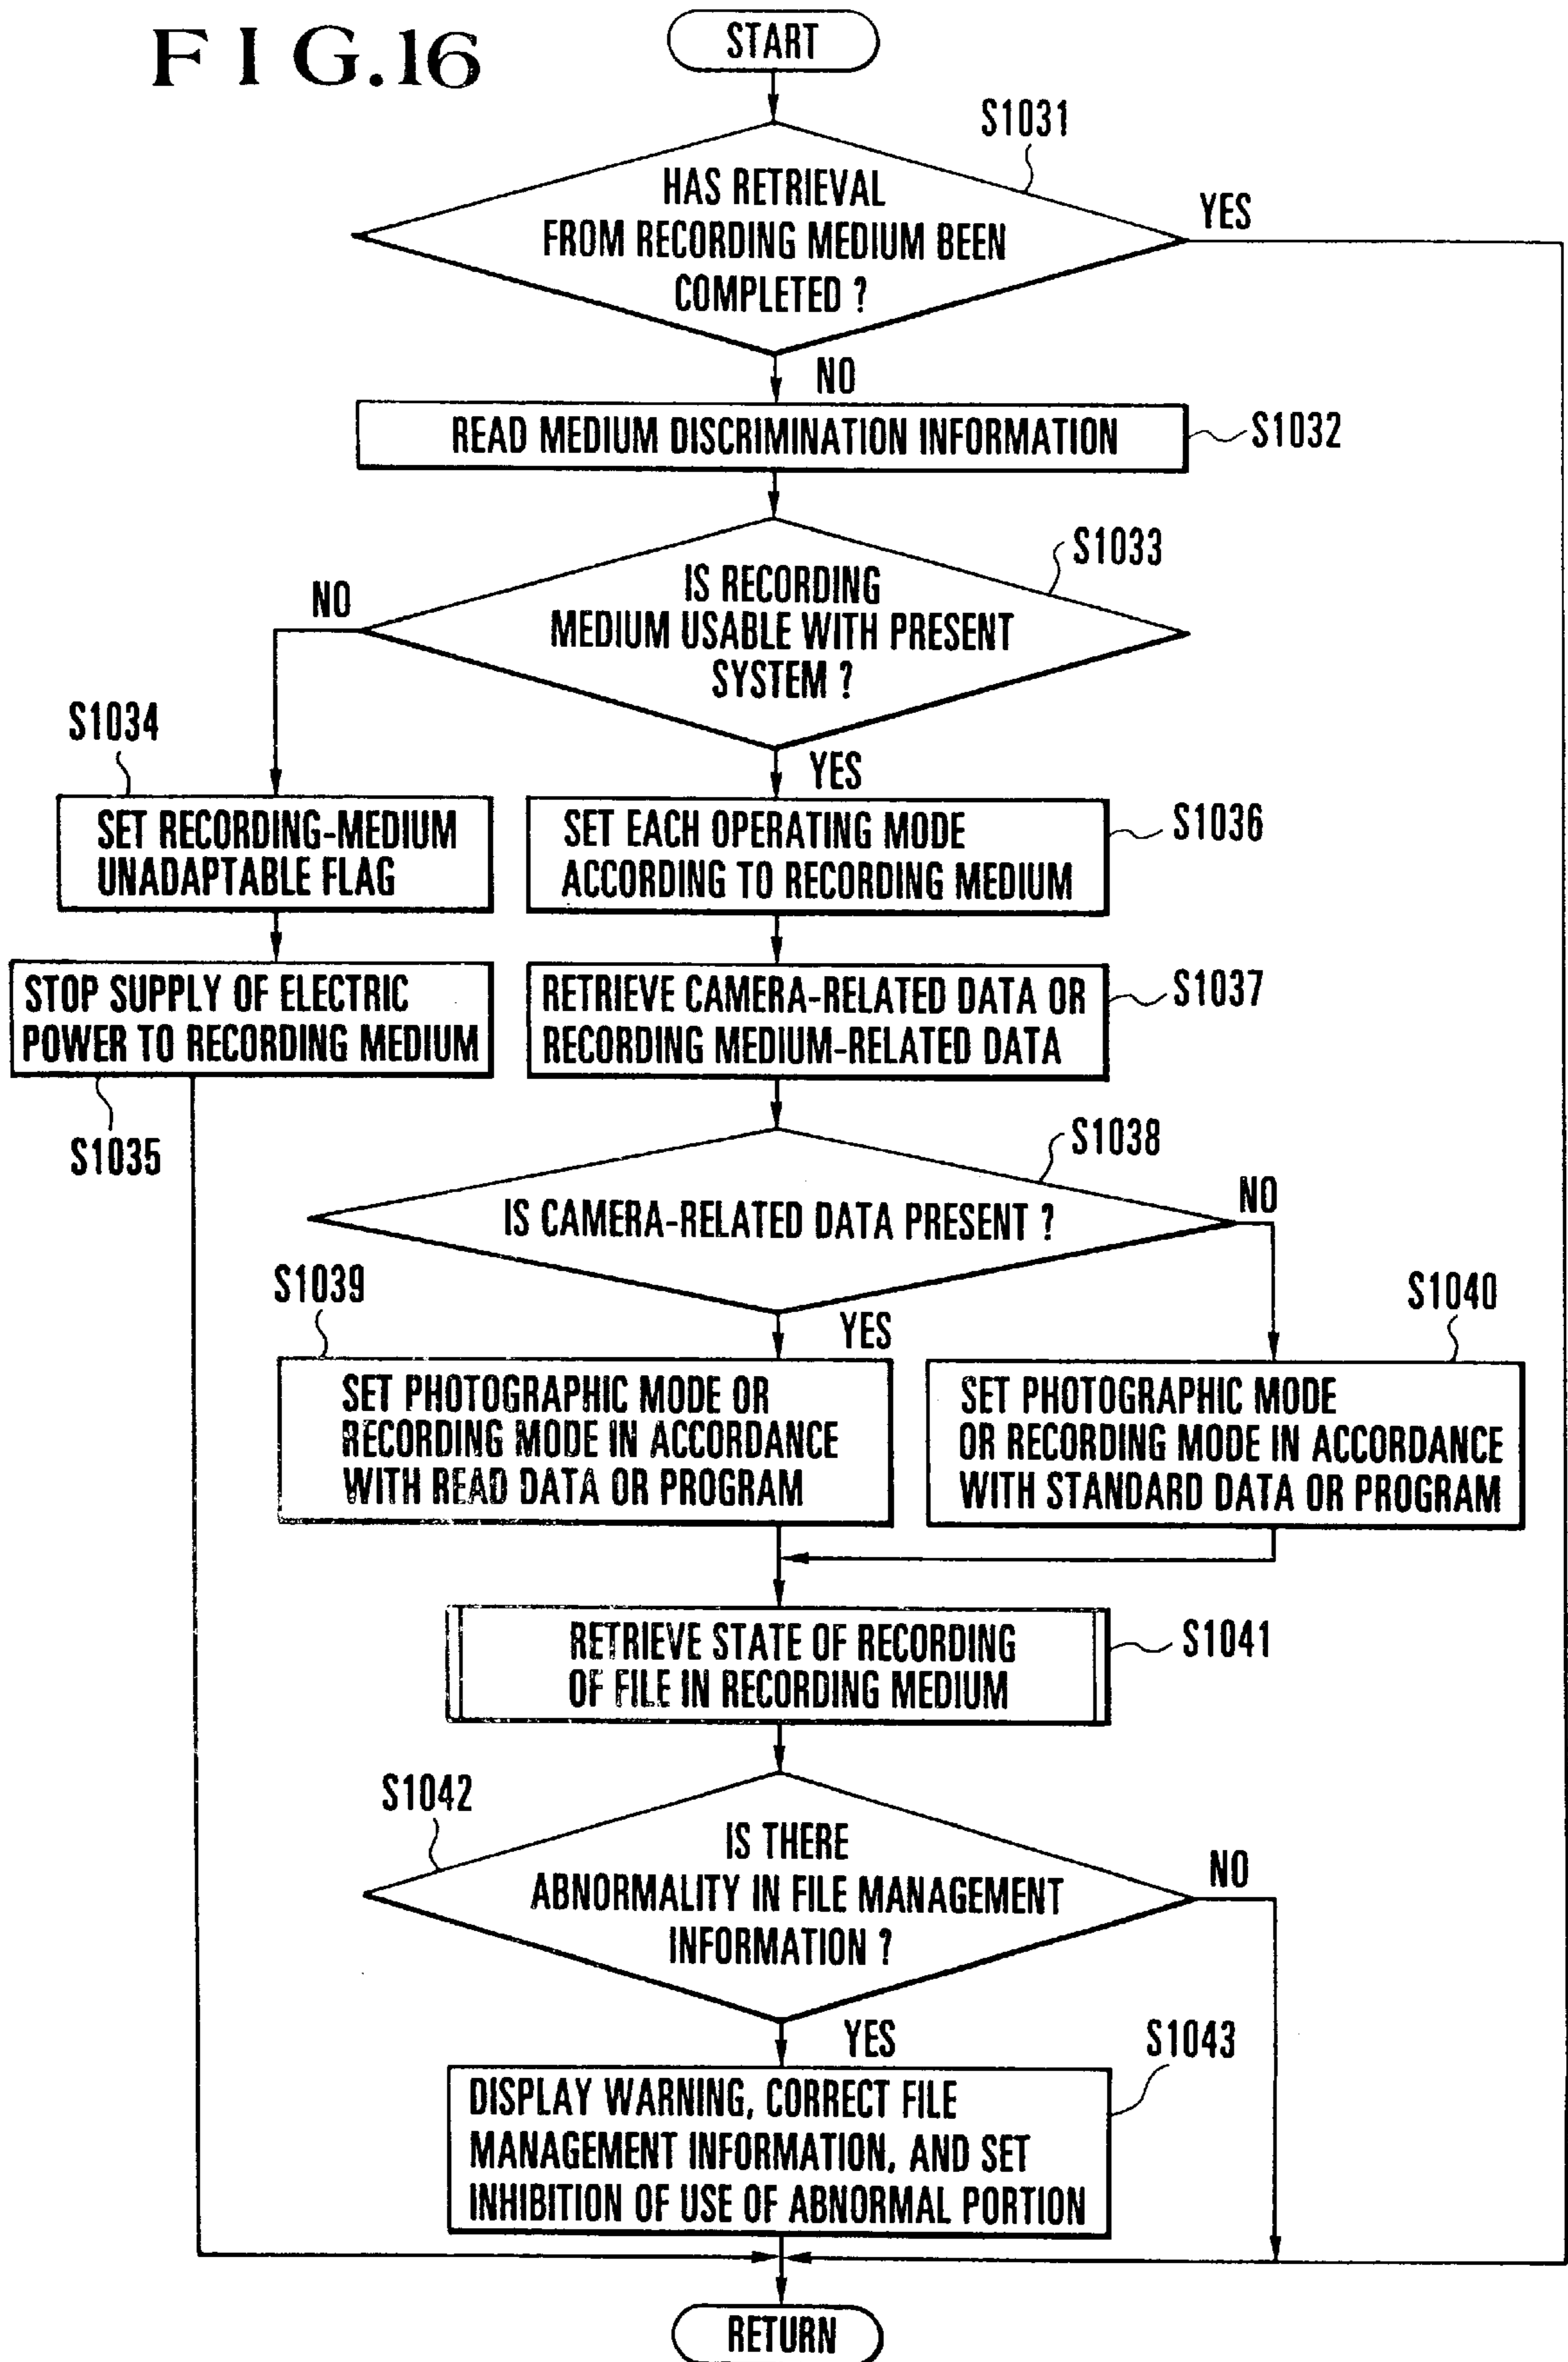 FIG.16
START
S1031
HAS RETRIEVAL
FROM RECORDING MEDIUM BEEN
COMPLETED ?
YES
NO
READ MEDIUM DISCRIMINATION INFORMATION
S1032
S1033
IS RECORDING
MEDIUM USABLE WITH PRESENT
SYSTEM ?
NO
YES
S1034
SET RECORDING-MEDIUM
UNADAPTABLE FLAG
SET EACH OPERATING MODE
ACCORDING TO RECORDING MEDIUM
S1036
STOP SUPPLY OF ELECTRIC
POWER TO RECORDING MEDIUM
S1035
RETRIEVE CAMERA-RELATED DATA OR
RECORDING MEDIUM-RELATED DATA
S1037
S1038
IS CAMERA-RELATED DATA PRESENT ?
NO
YES
S1039
SET PHOTOGRAPHIC MODE OR
RECORDING MODE IN ACCORDANCE
WITH READ DATA OR PROGRAM
S1040
SET PHOTOGRAPHIC MODE
OR RECORDING MODE IN ACCORDANCE
WITH STANDARD DATA OR PROGRAM
RETRIEVE STATE OF RECORDING
OF FILE IN RECORDING MEDIUM
S1041
S1042
IS THERE
ABNORMALITY IN FILE MANAGEMENT
INFORMATION ?
NO
YES
S1043
DISPLAY WARNING, CORRECT FILE
MANAGEMENT INFORMATION, AND SET
INHIBITION OF USE OF ABNORMAL PORTION
RETURN